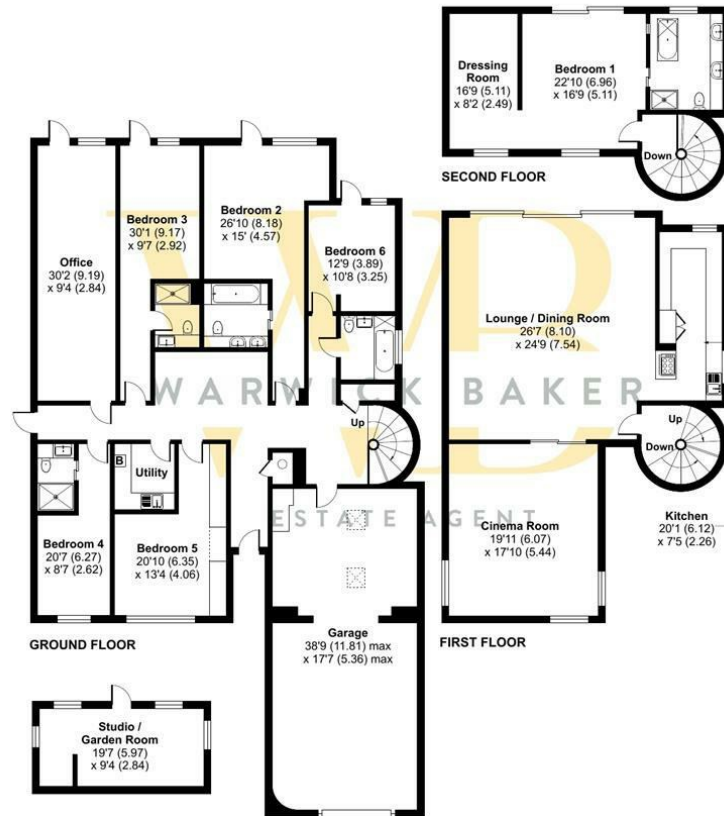 Dressing
Room
16'9 (5.11)
x 8'2 (2.49)
Bedroom 1
22'10 (6.96)
x 16'9 (5.11)
Down
SECOND FLOOR
Office
30'2 (9.19)
x 9'4 (2.84)
Bedroom 3
30'1 (9.17)
x 9'7 (2.92)
Bedroom 2
26'10 (8.18)
x 15' (4.57)
Bedroom 6
12'9 (3.89)
x 10'8 (3.25)
Lounge / Dining Room
26'7 (8.10)
x 24'9 (7.54)
WB
WARWICK BAKER
ESTATE AGENT
Up
Up
Down
B
Utility
Bedroom 4
20'7 (6.27)
x 8'7 (2.62)
Bedroom 5
20'10 (6.35)
x 13'4 (4.06)
Cinema Room
19'11 (6.07)
x 17'10 (5.44)
Kitchen
20'1 (6.12)
x 7'5 (2.26)
GROUND FLOOR
Garage
38'9 (11.81) max
x 17'7 (5.36) max
FIRST FLOOR
Studio /
Garden Room
19'7 (5.97)
x 9'4 (2.84)